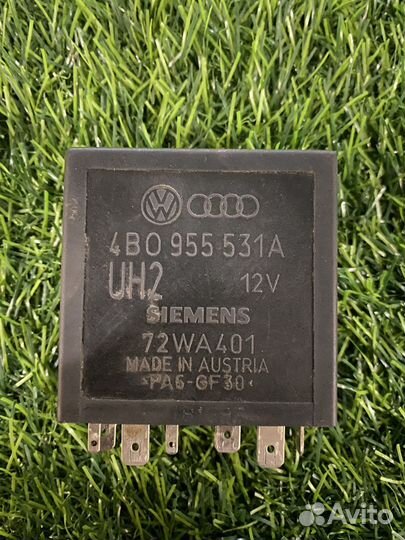 4B0 955 531A
UH2 12V
SIEMENS
72WA401
MADE IN AUSTRIA
>PA6-GF30<
Avito